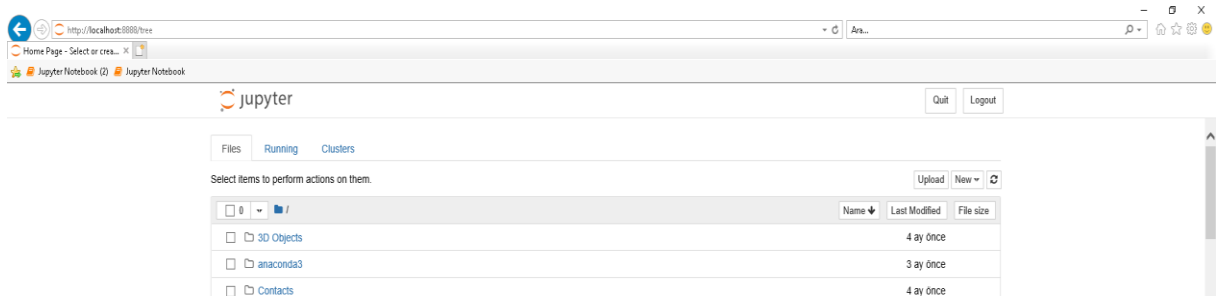 http://localhost:8888/tree
Ara...
Home Page - Select or crea...
Jupyter Notebook (2) Jupyter Notebook
jupyter
Quit Logout
Files Running Clusters
Select items to perform actions on them.
Upload New
0 / Name Last Modified File size
3D Objects 4 ay önce
anaconda3 3 ay önce
Contacts 4 ay önce